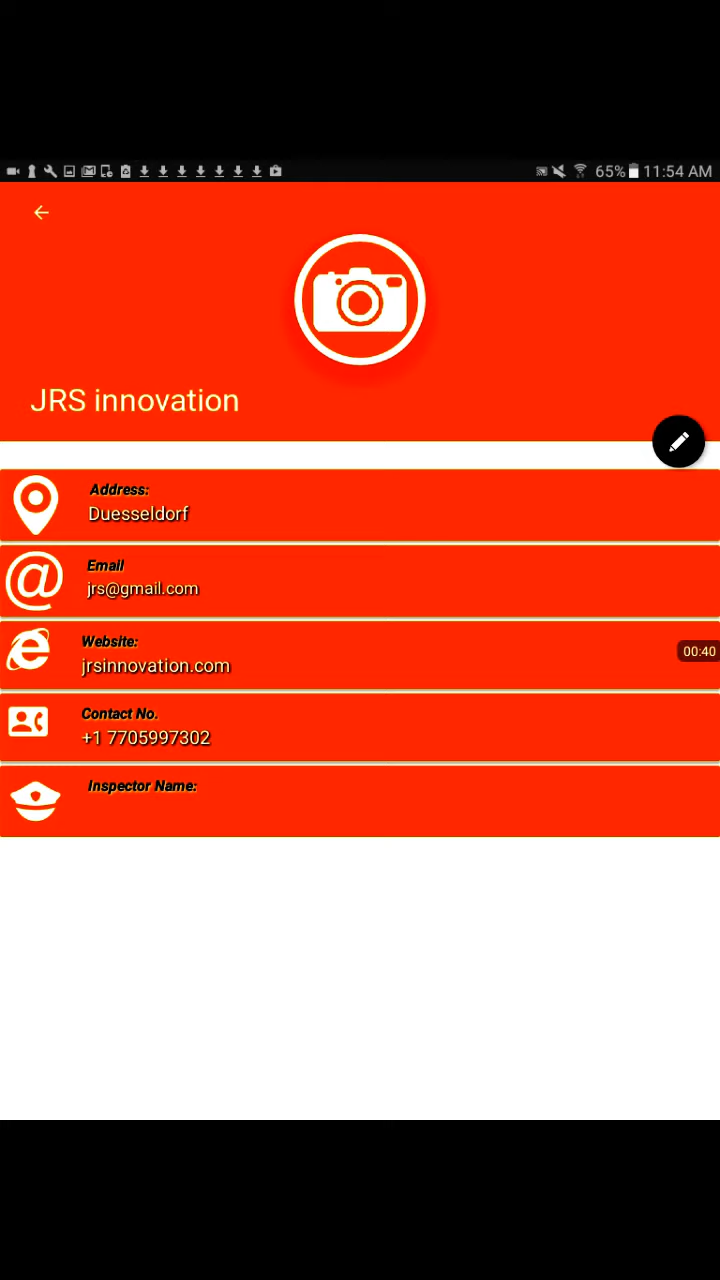 65% 11:54 AM
JRS innovation
Address:
Duesseldorf
Email
jrs@gmail.com
Website:
jrsinnovation.com
00:40
Contact No.
+1 7705997302
Inspector Name: